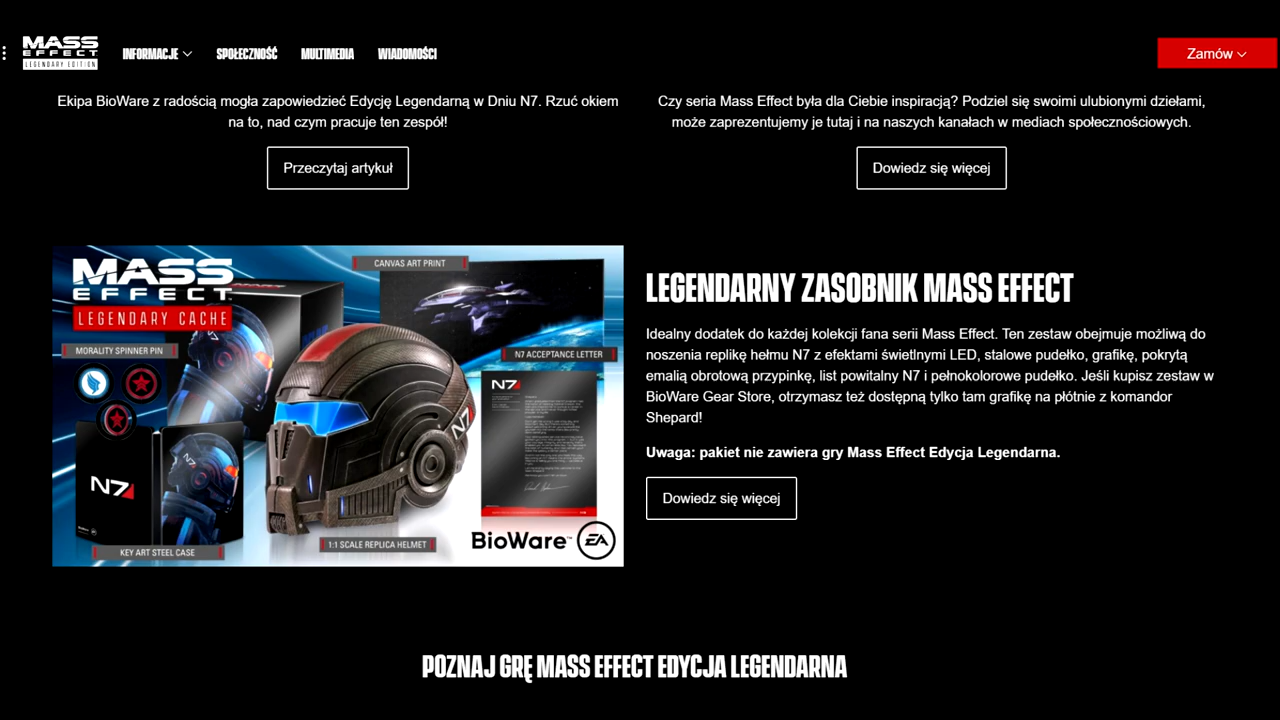 MASS
EFFECT
LEGENDARY EDITION
INFORMACJE
SPOŁECZNOŚĆ
MULTIMEDIA
WIADOMOŚCI
Zamów
Ekipa BioWare z radością mogła zapowiedzieć Edycję Legendarną w Dniu N7. Rzuć okiem
na to, nad czym pracuje ten zespół!
Przeczytaj artykuł
Czy seria Mass Effect była dla Ciebie inspiracją? Podziel się swoimi ulubionymi dziełami,
może zaprezentujemy je tutaj i na naszych kanałach w mediach społecznościowych.
Dowiedz się więcej
MASS
EFFECT
LEGENDARY CACHE
CANVAS ART PRINT
MORALITY SPINNER PIN
N7 ACCEPTANCE LETTER
N7
N7
N7
N7
KEY ART STEEL CASE
1:1 SCALE REPLICA HELMET
BioWare™
EA
LEGENDARNY ZASOBNIK MASS EFFECT
Idealny dodatek do każdej kolekcji fana serii Mass Effect. Ten zestaw obejmuje możliwą do
noszenia replikę hełmu N7 z efektami świetlnymi LED, stalowe pudełko, grafikę, pokrytą
emalią obrotową przypinkę, list powitalny N7 i pełnokolorowe pudełko. Jeśli kupisz zestaw w
BioWare Gear Store, otrzymasz też dostępną tylko tam grafikę na płótnie z komandor
Shepard!
Uwaga: pakiet nie zawiera gry Mass Effect Edycja Legendarna.
Dowiedz się więcej
POZNAJ GRĘ MASS EFFECT EDYCJA LEGENDARNA